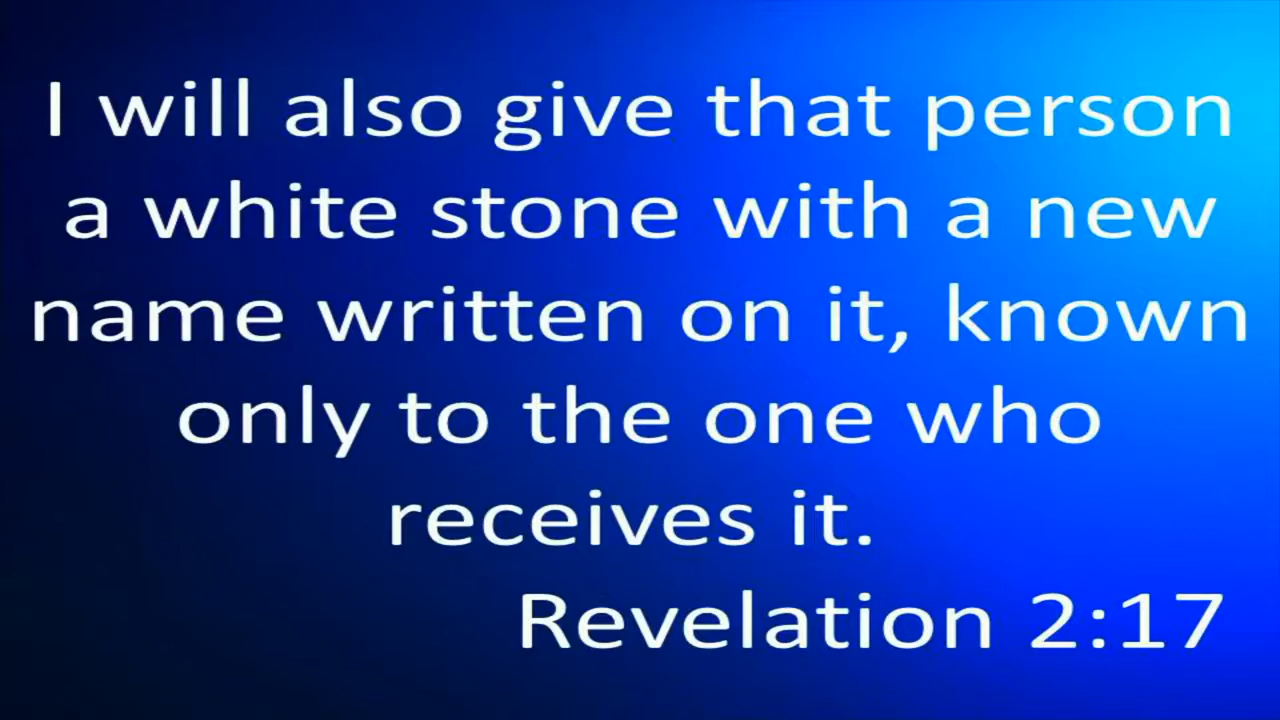 I will also give that person
a white stone with a new
name written on it, known
only to the one who
receives it.
Revelation 2:17